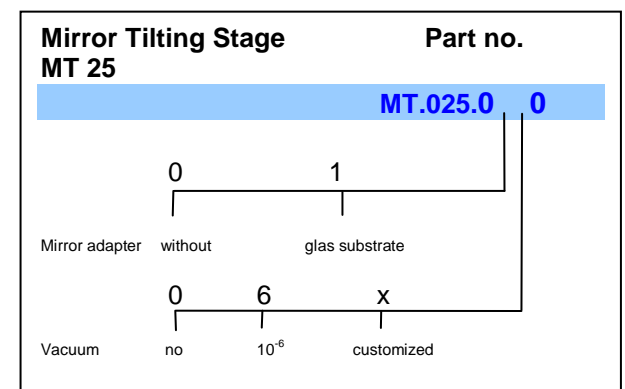 Mirror Tilting Stage Part no.
MT 25
MT.025.0 0
0 1
Mirror adapter without glas substrate
0 6 x
Vacuum no 10-6 customized